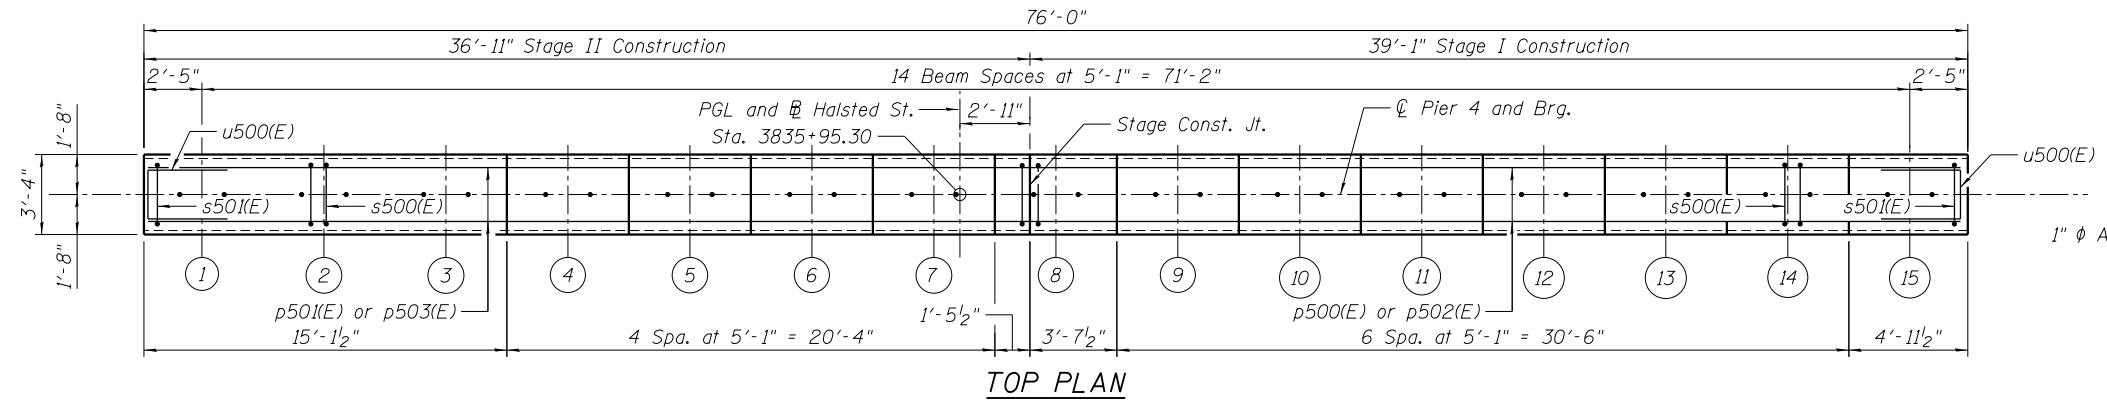 76'-0"
36'-11" Stage II Construction
39'-1" Stage I Construction
2'-5"
14 Beam Spaces at 5'-1" = 71'-2"
2'-5"
PGL and ⅊ Halsted St.
2'-11"
℄ Pier 4 and Brg.
1'-8"
u500(E)
Sta. 3835+95.30
Stage Const. Jt.
u500(E)
3'-4"
s501(E)
s500(E)
s500(E)
s501(E)
1'-8"
1" φ A
1
2
3
4
5
6
7
8
9
10
11
12
13
14
15
p501(E) or p503(E)
1'-5½"
p500(E) or p502(E)
15'-1½"
4 Spa. at 5'-1" = 20'-4"
3'-7½"
6 Spa. at 5'-1" = 30'-6"
4'-11½"
TOP PLAN